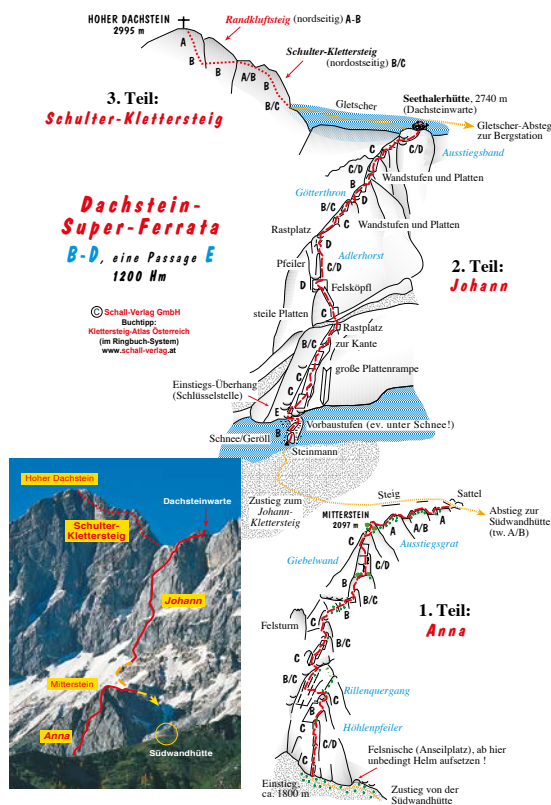 HOHER DACHSTEIN
2995 m
Randkluftsteig (nordseitig) A-B
Schulter-Klettersteig
(nordostseitig) B/C
A
B
B
A/B
B
B/C
Gletscher
Seethalerhütte, 2740 m
(Dachsteinwarte)
Gletscher-Abstieg
zur Bergstation
3. Teil:
Schulter-Klettersteig
Ausstiegsband
C
C/D
C/D
C
Wandstufen und Platten
Götterthron
B
D
B/C
C
Wandstufen und Platten
Dachstein-
Super-Ferrata
B-D, eine Passage E
1200 Hm
Rastplatz
D
Adlerhorst
Pfeiler
C/D
D
Felsköpfl
2. Teil:
Johann
© Schall-Verlag GmbH
Buchtipp:
Klettersteig-Atlas Österreich
(im Ringbuch-System)
www.schall-verlag.at
steile Platten
C
Rastplatz
zur Kante
B/C
große Plattenrampe
Einstiegs-Überhang
(Schlüsselstelle)
C
E
B
Vorbaustufen (ev. unter Schnee!)
Schnee/Geröll
Steinmann
Zustieg zum
Johann-
Klettersteig
Steig
Sattel
MITTERSTEIN
2097 m
A
A/B
A
Abstieg zur
Südwandhütte
(tw. A/B)
Ausstiegsgrat
C
Giebelwand
C
B
B/C
1. Teil:
Anna
Felsturm
C
B/C
B/C
C
Rillenquergang
B
C
Höhlenpfeiler
C
C/D
Felsnische (Anseilplatz), ab hier
unbedingt Helm aufsetzen !
Einstieg,
ca. 1800 m
Zustieg von der
Südwandhütte
Hoher Dachstein
Dachsteinwarte
Schulter-
Klettersteig
Johann
Mitterstein
Anna
Südwandhütte